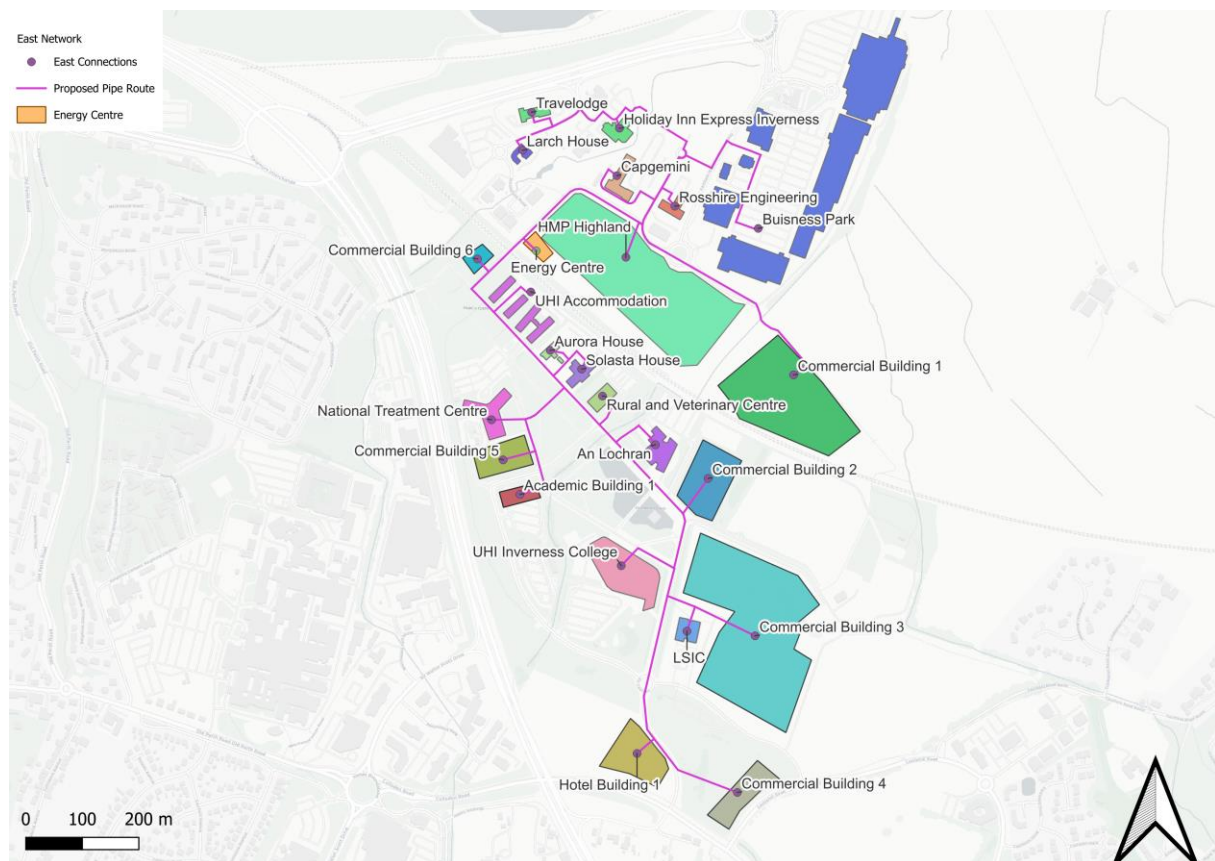 East Network
East Connections
Proposed Pipe Route
Energy Centre
Travelodge
Holiday Inn Express Inverness
Larch House
Capgemini
Rosshire Engineering
HMP Highland
Buisness Park
Commercial Building 6
Energy Centre
UHI Accommodation
Aurora House
Solasta House
Commercial Building 1
National Treatment Centre
Rural and Veterinary Centre
Commercial Building 5
An Lochran
Commercial Building 2
Academic Building 1
UHI Inverness College
Commercial Building 3
LSIC
Hotel Building 1
Commercial Building 4
0 100 200 m